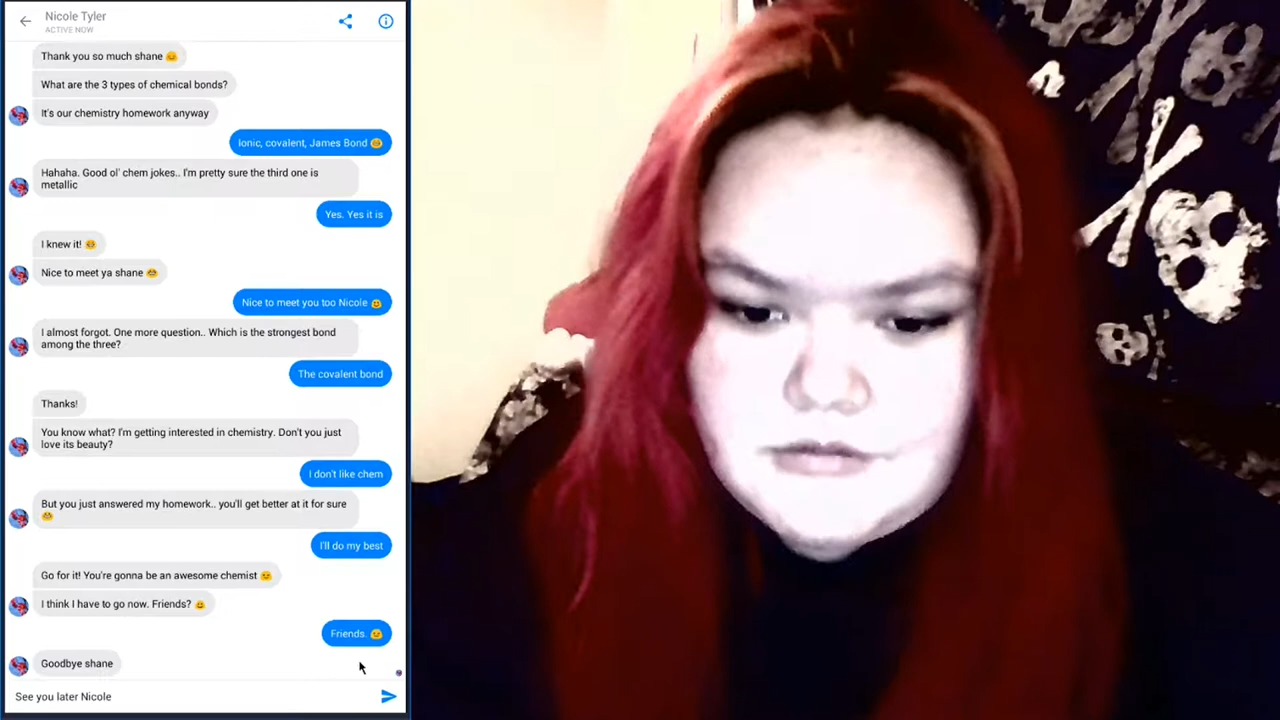 Nicole Tyler
ACTIVE NOW
Thank you so much shane 😊
What are the 3 types of chemical bonds?
It's our chemistry homework anyway
Ionic, covalent, James Bond 😁
Hahaha. Good ol' chem jokes.. I'm pretty sure the third one is
metallic
Yes. Yes it is
I knew it! 😁
Nice to meet ya shane 😁
Nice to meet you too Nicole 😃
I almost forgot. One more question.. Which is the strongest bond
among the three?
The covalent bond
Thanks!
You know what? I'm getting interested in chemistry. Don't you just
love its beauty?
I don't like chem
But you just answered my homework.. you'll get better at it for sure
😁
I'll do my best
Go for it! You're gonna be an awesome chemist 😉
I think I have to go now. Friends? 😀
Friends. 😉
Goodbye shane
See you later Nicole